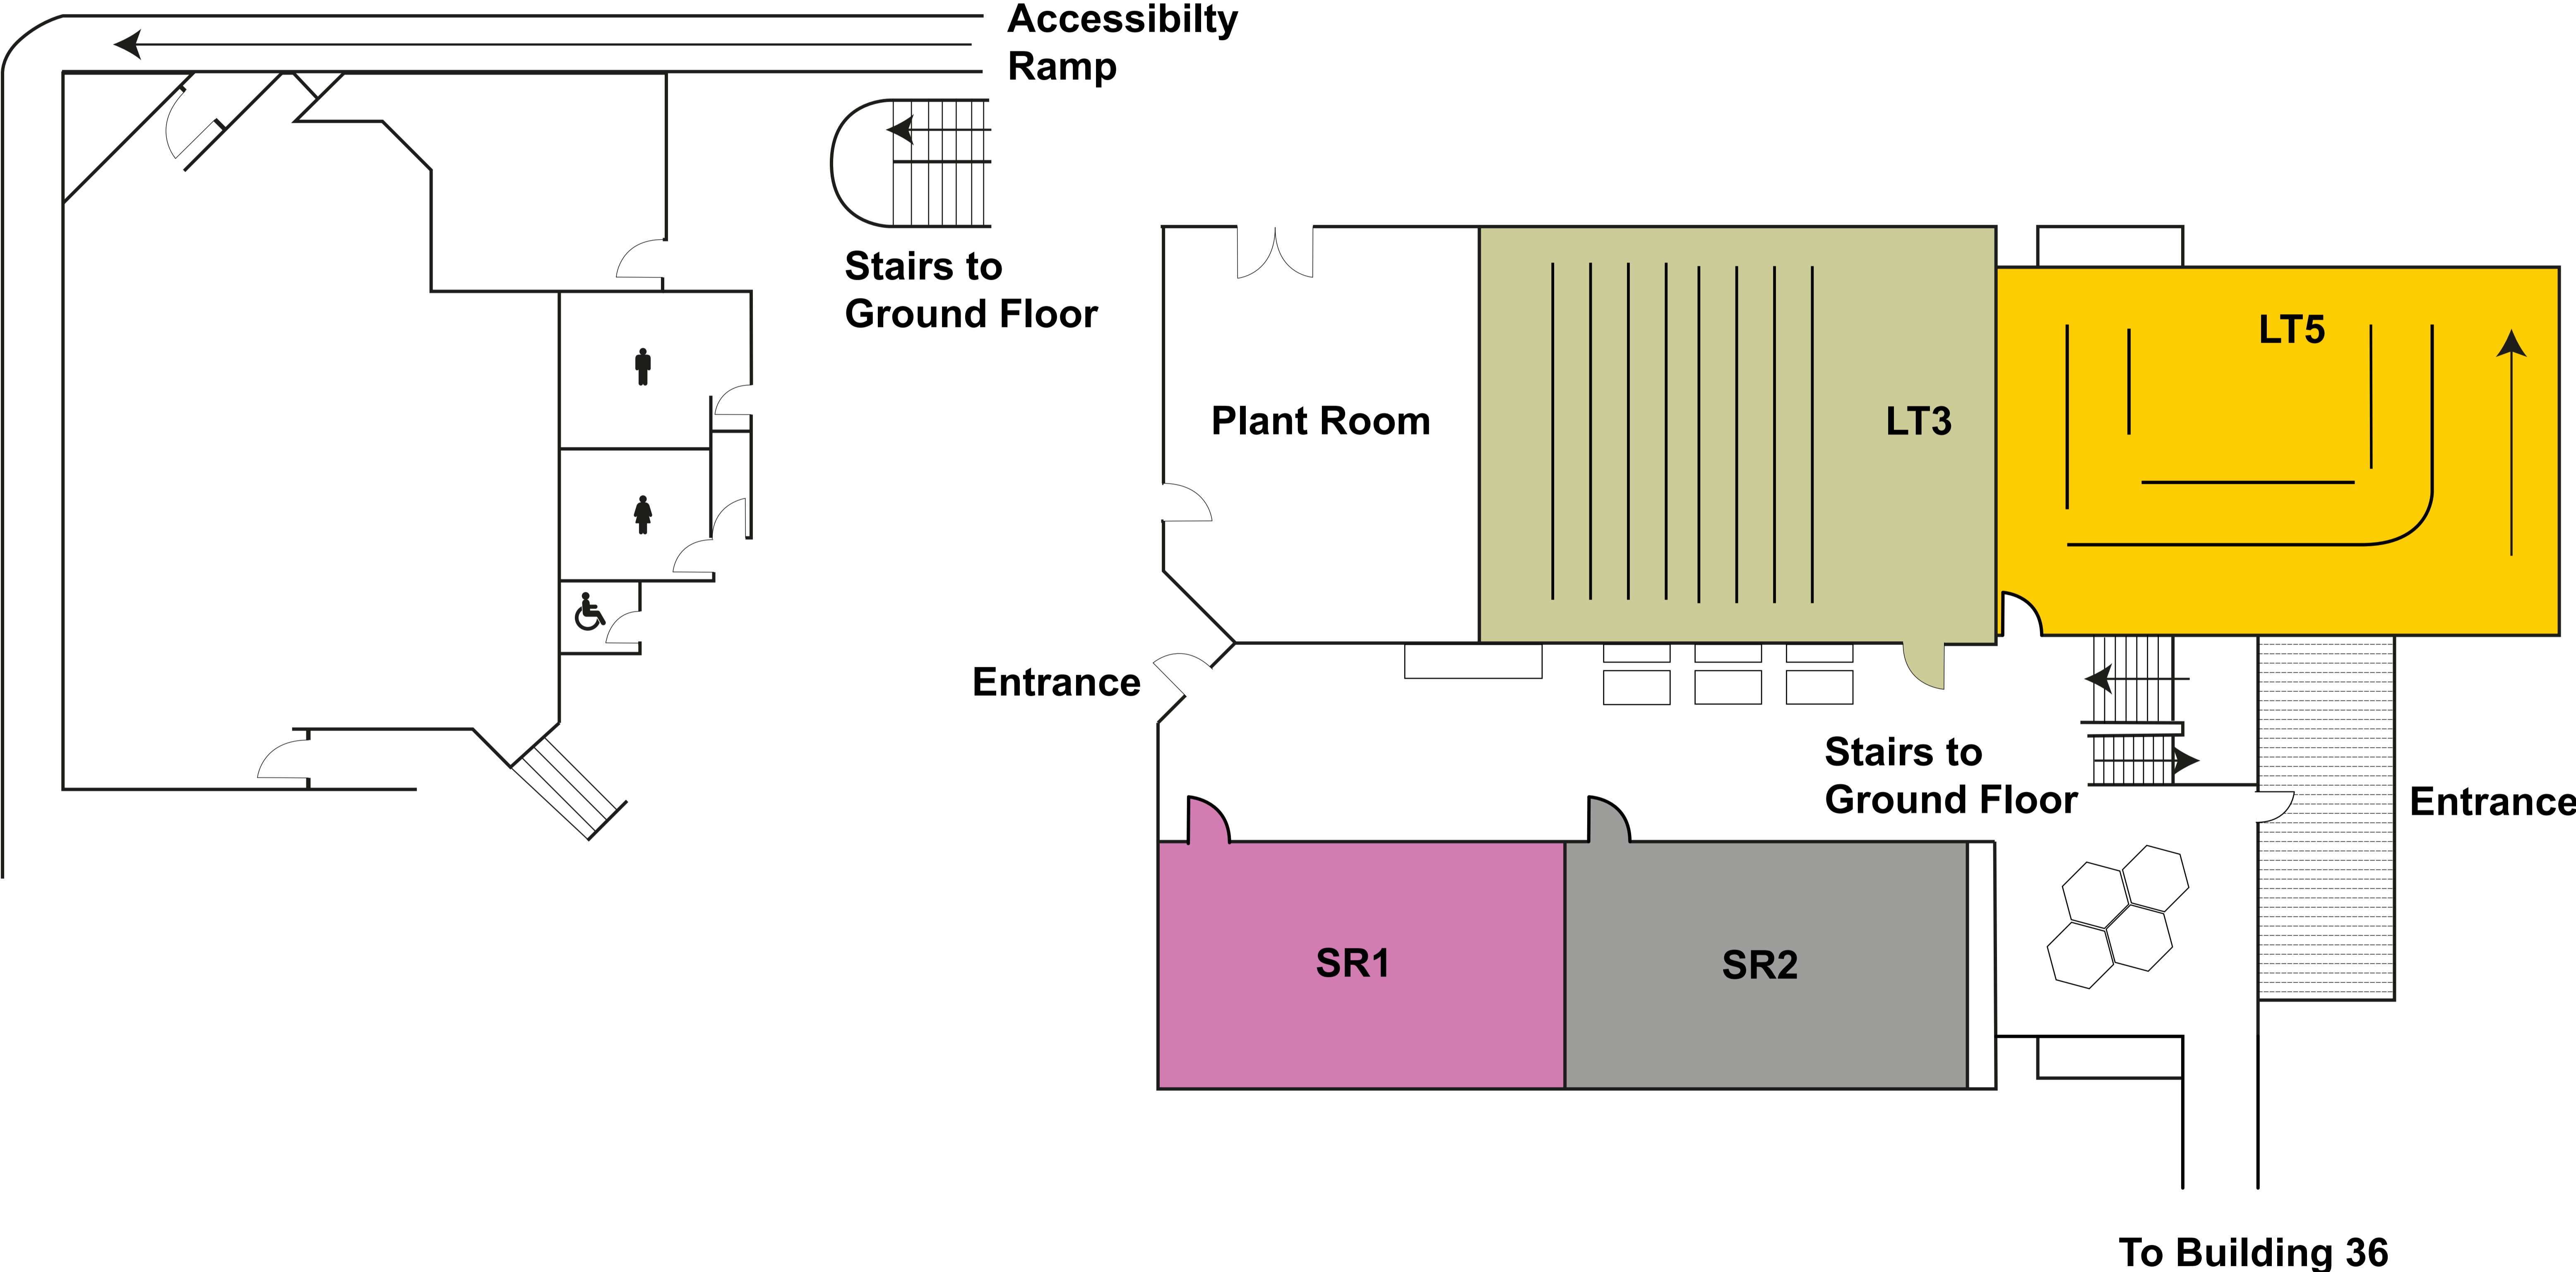 Accessibilty
Ramp
Stairs to
Ground Floor
LT5
Plant Room
LT3
Entrance
Stairs to
Ground Floor
Entrance
SR1
SR2
To Building 36